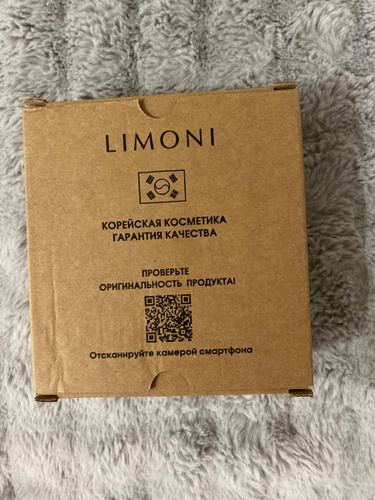 LIMONI
КОРЕЙСКАЯ КОСМЕТИКА
ГАРАНТИЯ КАЧЕСТВА
ПРОВЕРЬТЕ
ОРИГИНАЛЬНОСТЬ ПРОДУКТА!
Отсканируйте камерой смартфона